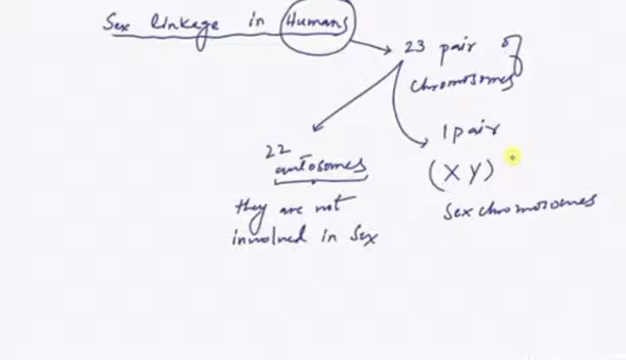 Sex linkage in Humans
23 pair of
chromosomes
1 pair
(X Y)
Sex chromosomes
22
autosomes
they are not
involved in Sex